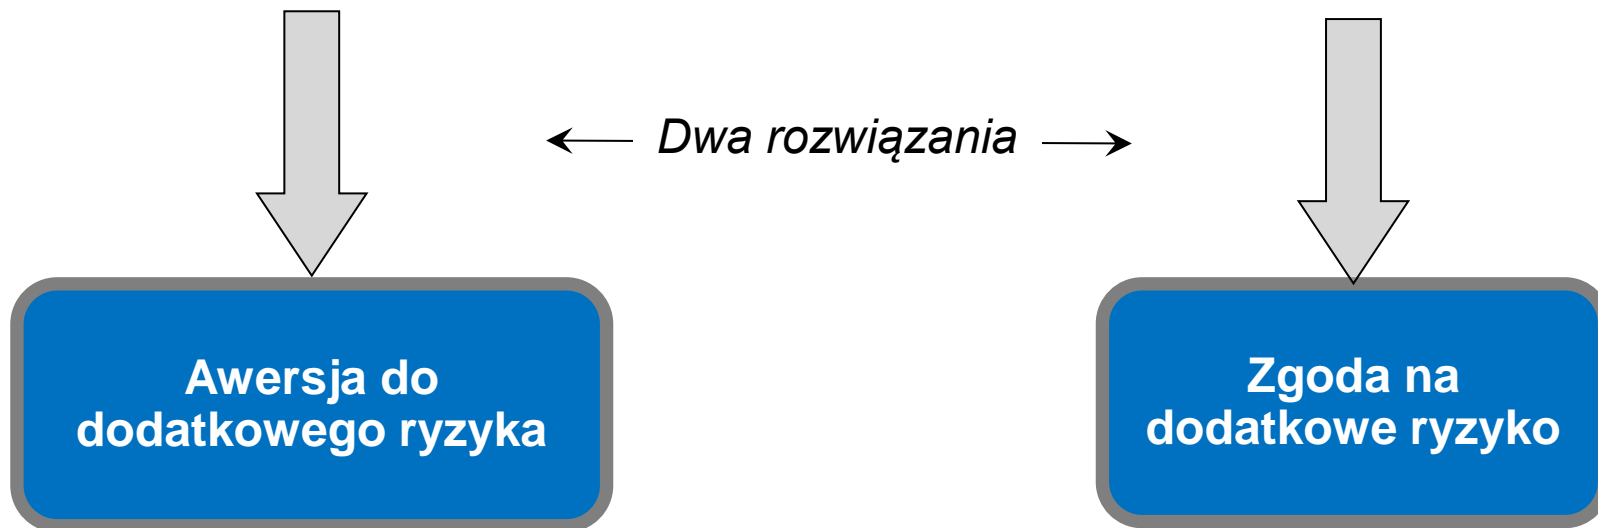 Dwa rozwiązania
Awersja do
dodatkowego ryzyka
Zgoda na
dodatkowe ryzyko